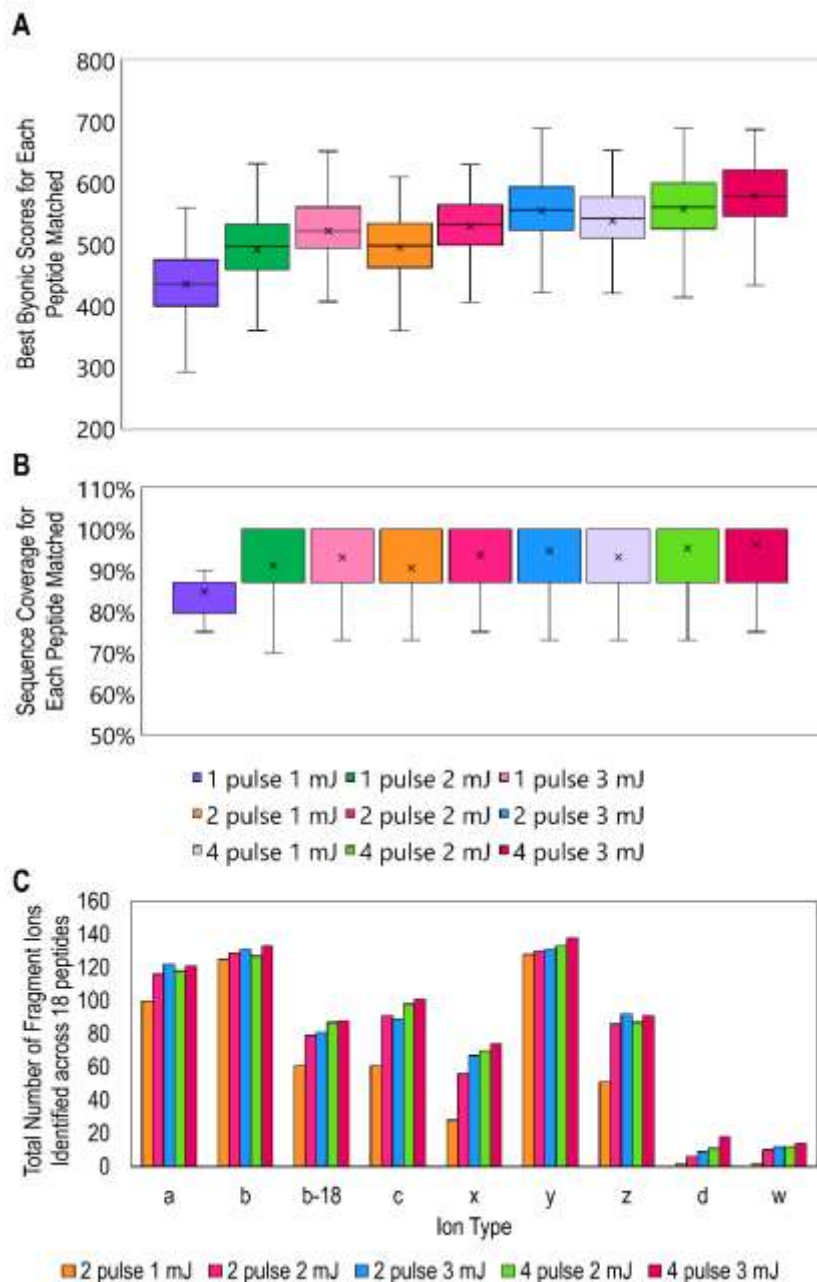 A
Best Byonic Scores for Each
Peptide Matched
800
700
600
500
400
300
200
B
Sequence Coverage for
Each Peptide Matched
110%
100%
90%
80%
70%
60%
50%
1 pulse 1 mJ 1 pulse 2 mJ 1 pulse 3 mJ
2 pulse 1 mJ 2 pulse 2 mJ 2 pulse 3 mJ
4 pulse 1 mJ 4 pulse 2 mJ 4 pulse 3 mJ
C
Total Number of Fragment Ions
Identified across 18 peptides
160
140
120
100
80
60
40
20
0
a b b-18 c x y z d w
Ion Type
2 pulse 1 mJ 2 pulse 2 mJ 2 pulse 3 mJ 4 pulse 2 mJ 4 pulse 3 mJ